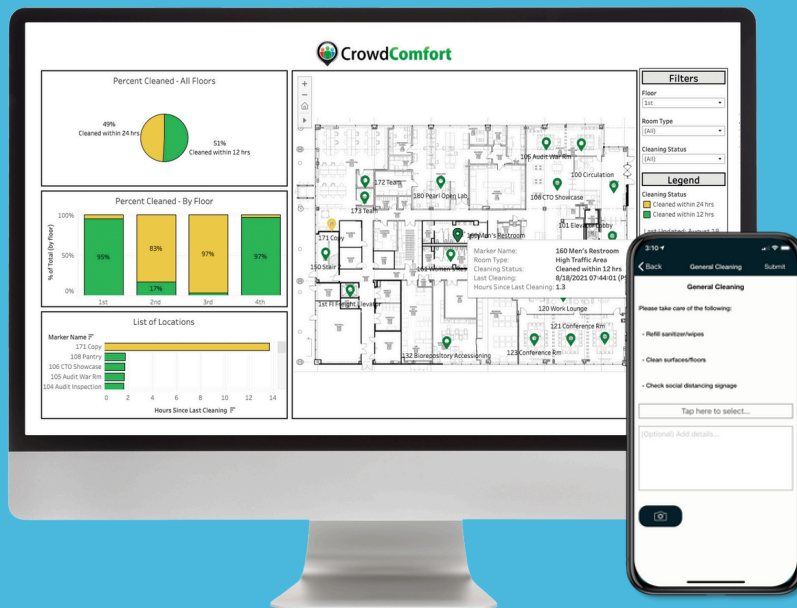 CrowdComfort
Percent Cleaned - All Floors
49%
Cleaned within 24 hrs
51%
Cleaned within 12 hrs
Percent Cleaned - By Floor
% of Total (by floor)
100%
50%
0%
95%
83%
17%
97%
97%
1st
2nd
3rd
4th
List of Locations
Marker Name
171 Copy
108 Pantry
106 CTO Showcase
105 Audit War Rm
104 Audit Inspection
0 2 4 6 8 10 12 14
Hours Since Last Cleaning
105 Audit War Rm
172 Team
180 Pearl Open Lab
100 Circulation
106 CTO Showcase
173 Team
171 Copy
101 Elevator Lobby
160 Men's Restroom
150 Stair
161 Women's Res
1st Fl Freight Elevator
Marker Name: 160 Men's Restroom
Room Type: High Traffic Area
Cleaning Status: Cleaned within 12 hrs
Last Cleaning: 8/18/2021 07:44:01 (PS
Hours Since Last Cleaning: 1.3
120 Work Lounge
121 Conference Rm
123 Conference Rm
132 Biorepository Accessioning
Filters
Floor
1st
Room Type
(All)
Cleaning Status
(All)
Legend
Cleaning Status
Cleaned within 24 hrs
Cleaned within 12 hrs
Last Updated: August 18
3:10
Back
General Cleaning
Submit
General Cleaning
Please take care of the following:
- Refill sanitizer/wipes
- Clean surfaces/floors
- Check social distancing signage
Tap here to select...
(Optional) Add details...